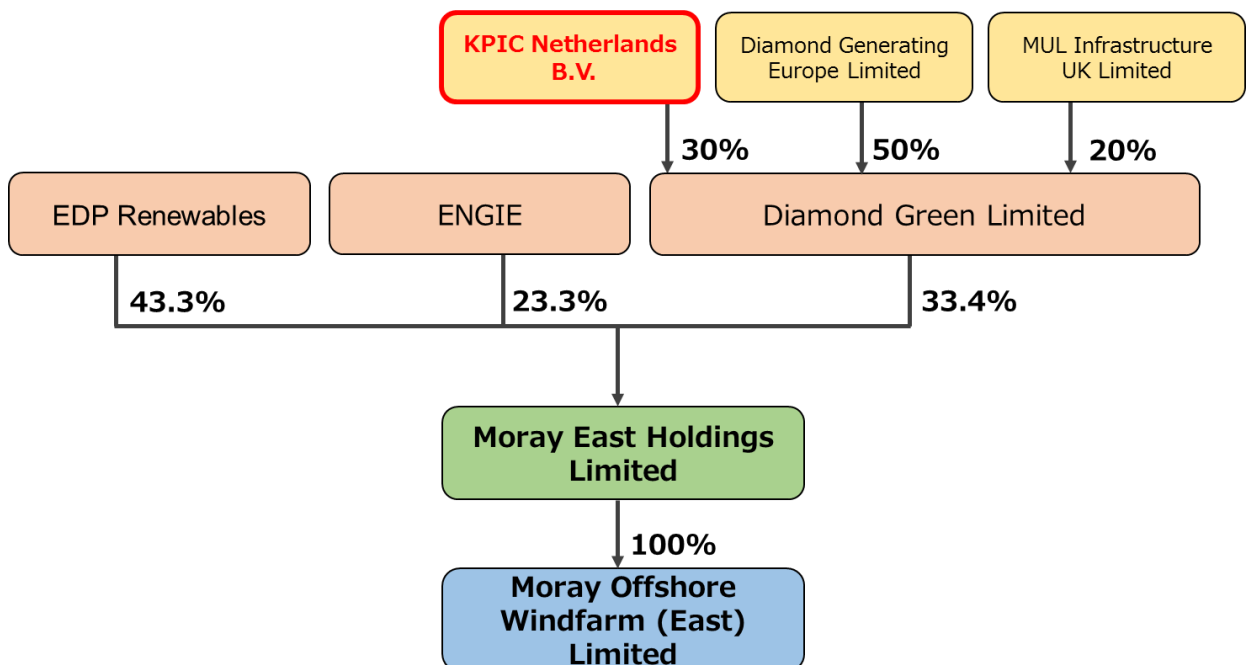 KPIC Netherlands
B.V.
Diamond Generating
Europe Limited
MUL Infrastructure
UK Limited
30%
50%
20%
EDP Renewables
ENGIE
Diamond Green Limited
43.3%
23.3%
33.4%
Moray East Holdings
Limited
100%
Moray Offshore
Windfarm (East)
Limited